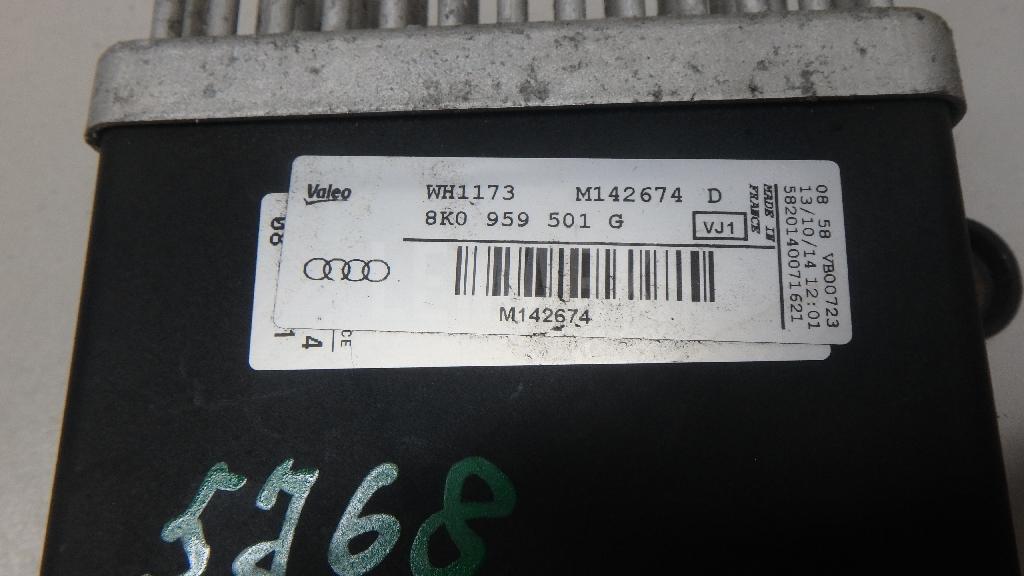 Valeo
WH1173 M142674 D
8K0 959 501 G
VJ1
M142674
MADE IN
FRANCE
08 58 VB00723
13/10/14 12:01
5820140071621
CE
4
1
5768